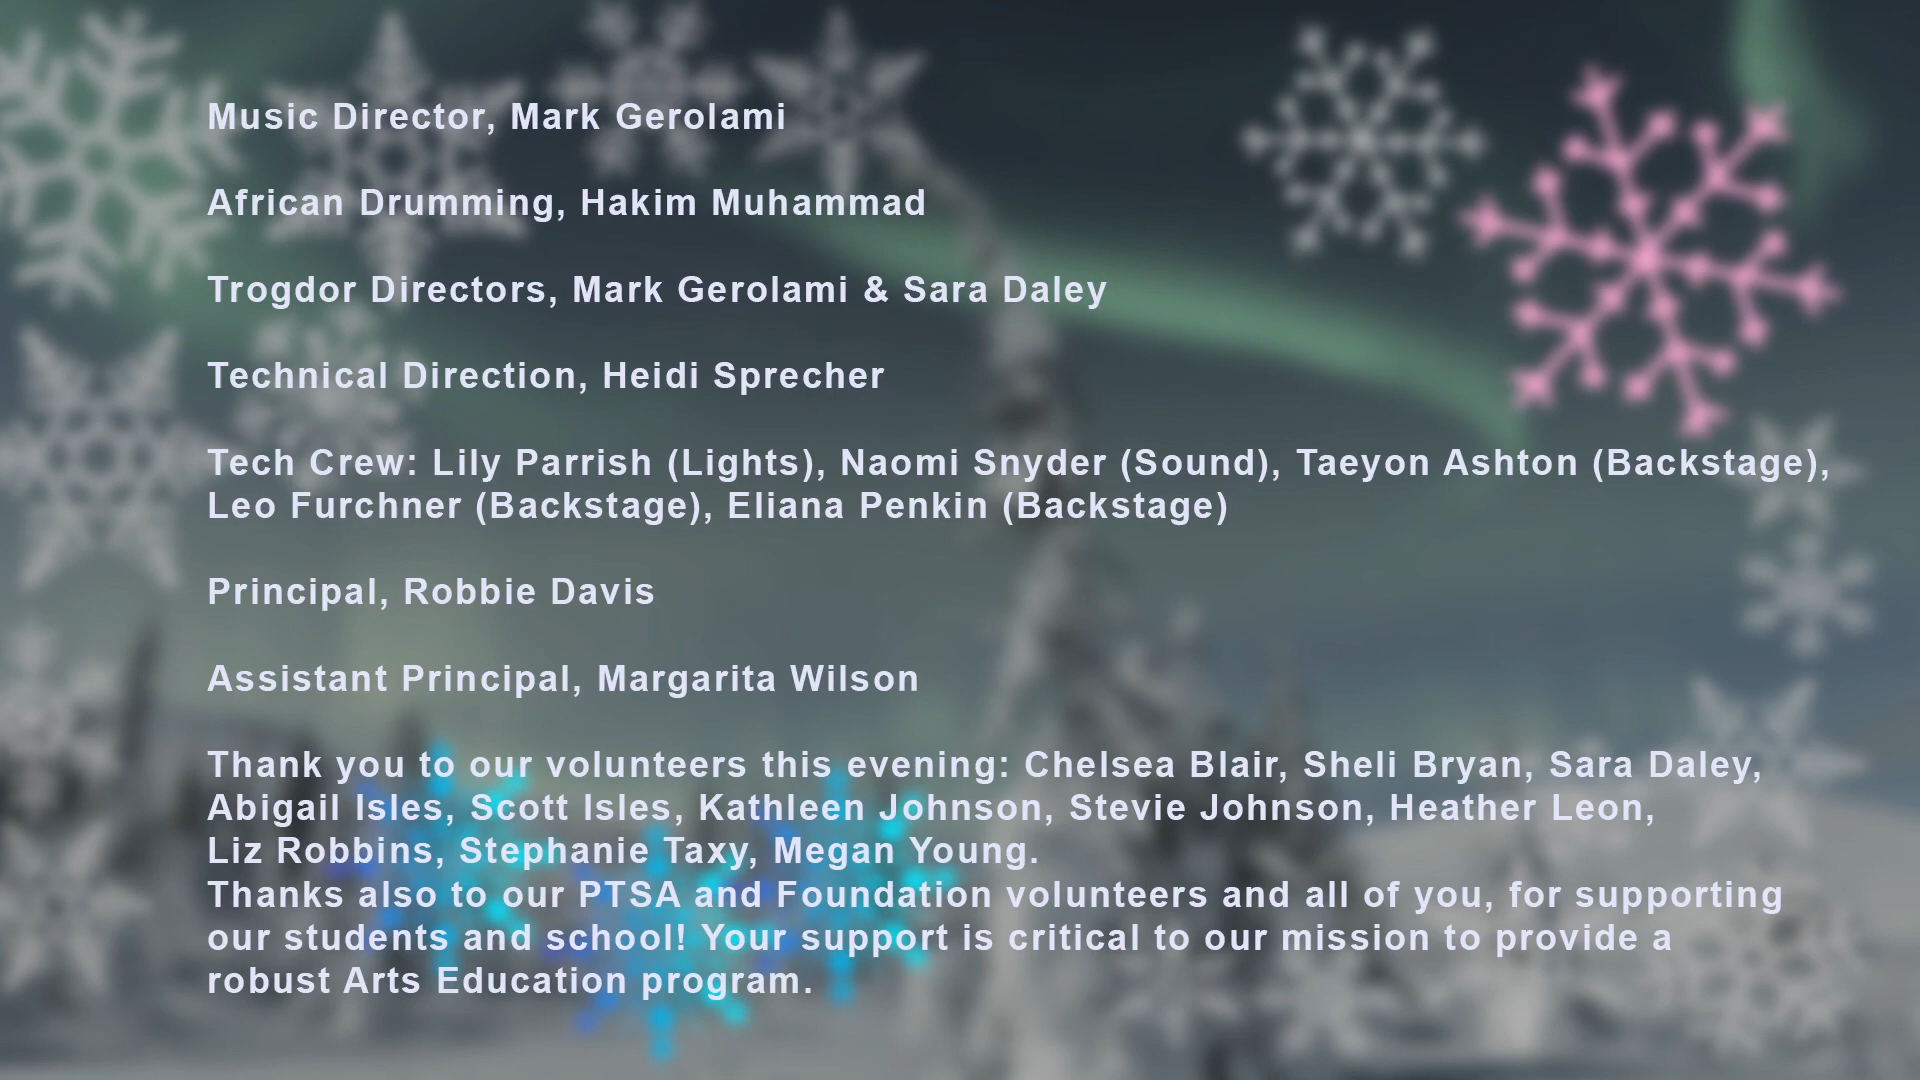 Music Director, Mark Gerolami
African Drumming, Hakim Muhammad
Trogdor Directors, Mark Gerolami & Sara Daley
Technical Direction, Heidi Sprecher
Tech Crew: Lily Parrish (Lights), Naomi Snyder (Sound), Taeyon Ashton (Backstage),
Leo Furchner (Backstage), Eliana Penkin (Backstage)
Principal, Robbie Davis
Assistant Principal, Margarita Wilson
Thank you to our volunteers this evening: Chelsea Blair, Sheli Bryan, Sara Daley,
Abigail Isles, Scott Isles, Kathleen Johnson, Stevie Johnson, Heather Leon,
Liz Robbins, Stephanie Taxy, Megan Young.
Thanks also to our PTSA and Foundation volunteers and all of you, for supporting
our students and school! Your support is critical to our mission to provide a
robust Arts Education program.